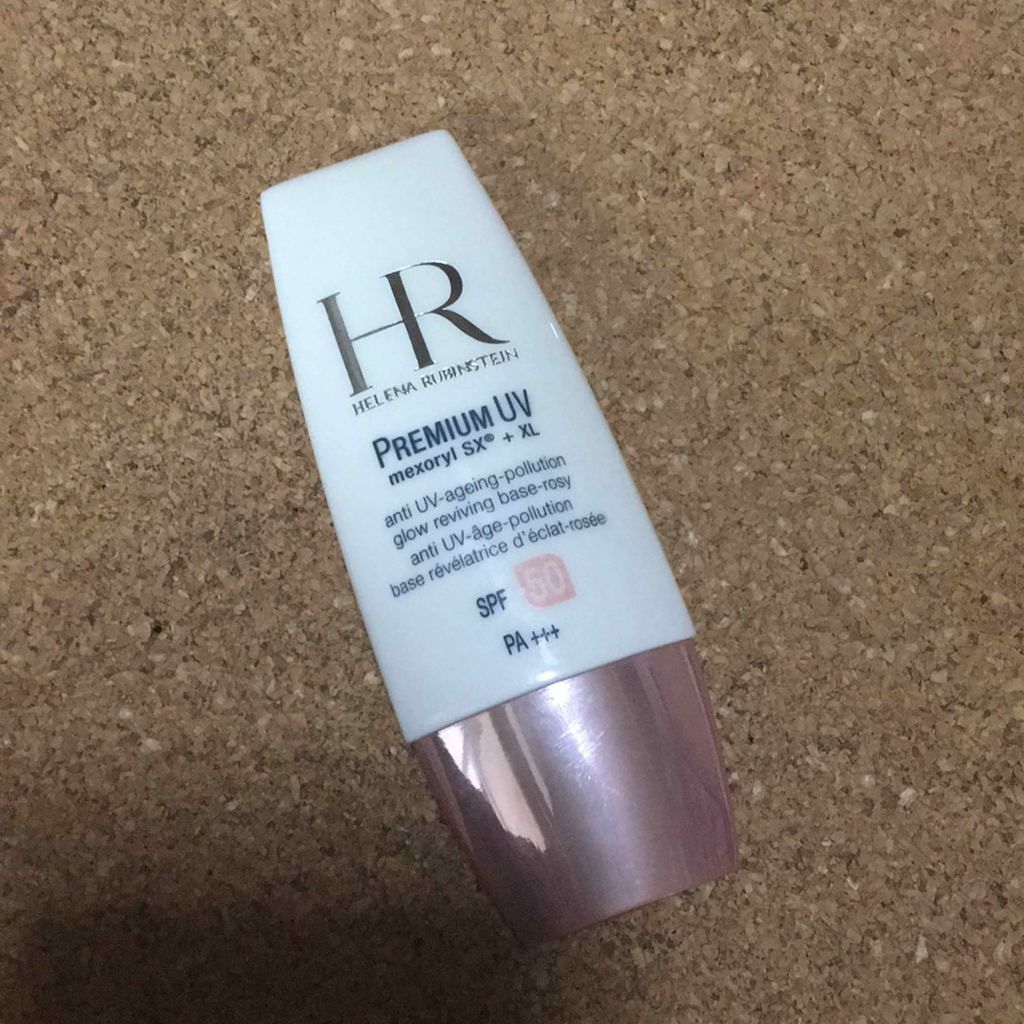 HR
HELENA RUBINSTEIN
PREMIUM UV
mexoryl SX® + XL
anti UV-ageing-pollution
glow reviving base-rosy
anti UV-âge-pollution
base révélatrice d'éclat-rosée
SPF 50
PA +++